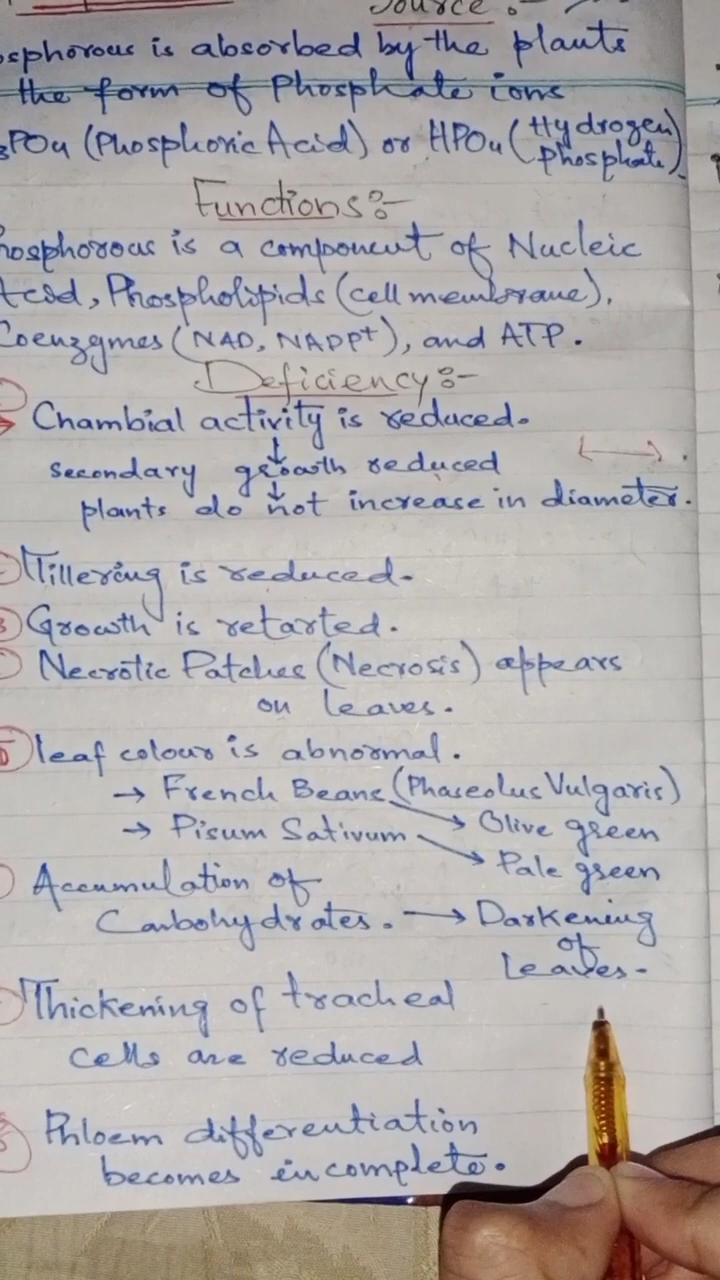 Source :-
osphorous is absorbed by the plants
the form of Phosphate ions
3PO4 (Phosphoric Acid) or HPO4 (Hydrogen Phosphate)
Functions :-
hosphorous is a component of Nucleic
Acid, Phospholipids (cell membrane),
Coenzymes (NAD, NADP+), and ATP.
Deficiency :-
Chambial activity is reduced.
↓
secondary growth reduced
↓
plants do not increase in diameter.
Tillering is reduced.
3 Growth is retarted.
Necrotic Patches (Necrosis) appears
on leaves.
5 leaf colour is abnormal.
→ French Beans (Phaseolus Vulgaris)
→ Pisum Sativum → Olive green
→ Pale green
Accumulation of
Carbohydrates. → Darkening
of
Leaves.
Thickening of tracheal
cells are reduced
8 Phloem differentiation
becomes incomplete.